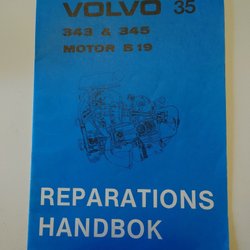 VOLVO 35
343 & 345
MOTOR B 19
REPARATIONS
HANDBOK